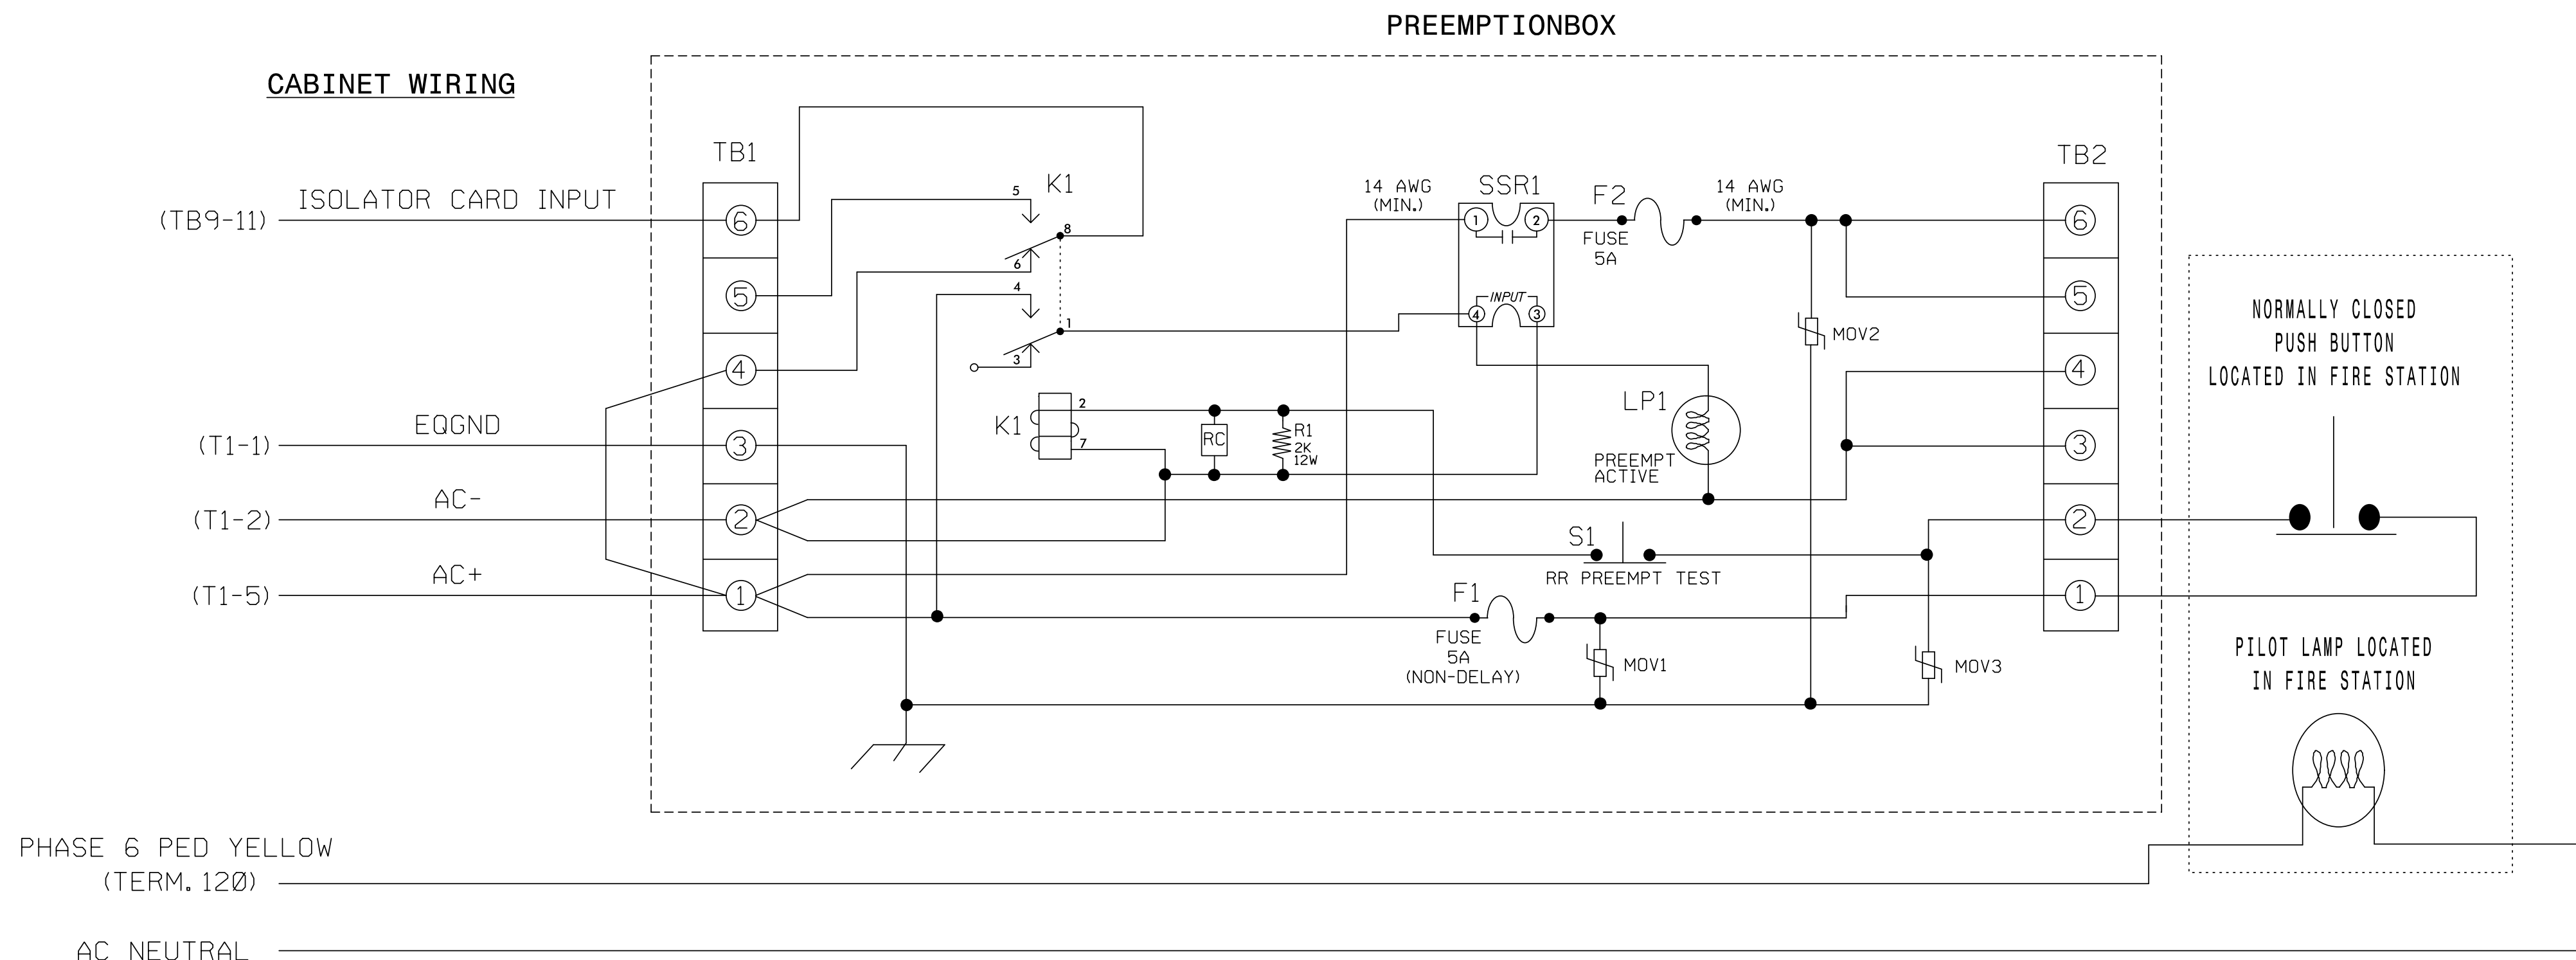 PREEMPTIONBOX
CABINET WIRING
TB1
(TB9-11)
ISOLATOR CARD INPUT
6
5
4
(T1-1)
EQGND
3
(T1-2)
AC-
2
(T1-5)
AC+
1
K1
5
8
6
4
1
3
K1
2
7
RC
R1
2K
12W
14 AWG
(MIN.)
SSR1
1
2
INPUT
4
3
F2
FUSE
5A
14 AWG
(MIN.)
MOV2
LP1
PREEMPT
ACTIVE
S1
RR PREEMPT TEST
F1
FUSE
5A
(NON-DELAY)
MOV1
MOV3
TB2
6
5
4
3
2
1
NORMALLY CLOSED
PUSH BUTTON
LOCATED IN FIRE STATION
PILOT LAMP LOCATED
IN FIRE STATION
PHASE 6 PED YELLOW
(TERM. 120)
AC NEUTRAL